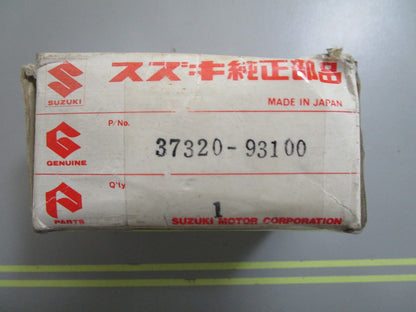 スズキ純正部品
SUZUKI
MADE IN JAPAN
P/No.
37320-93100
GENUINE
Q'ty
1
PARTS
SUZUKI MOTOR CORPORATION